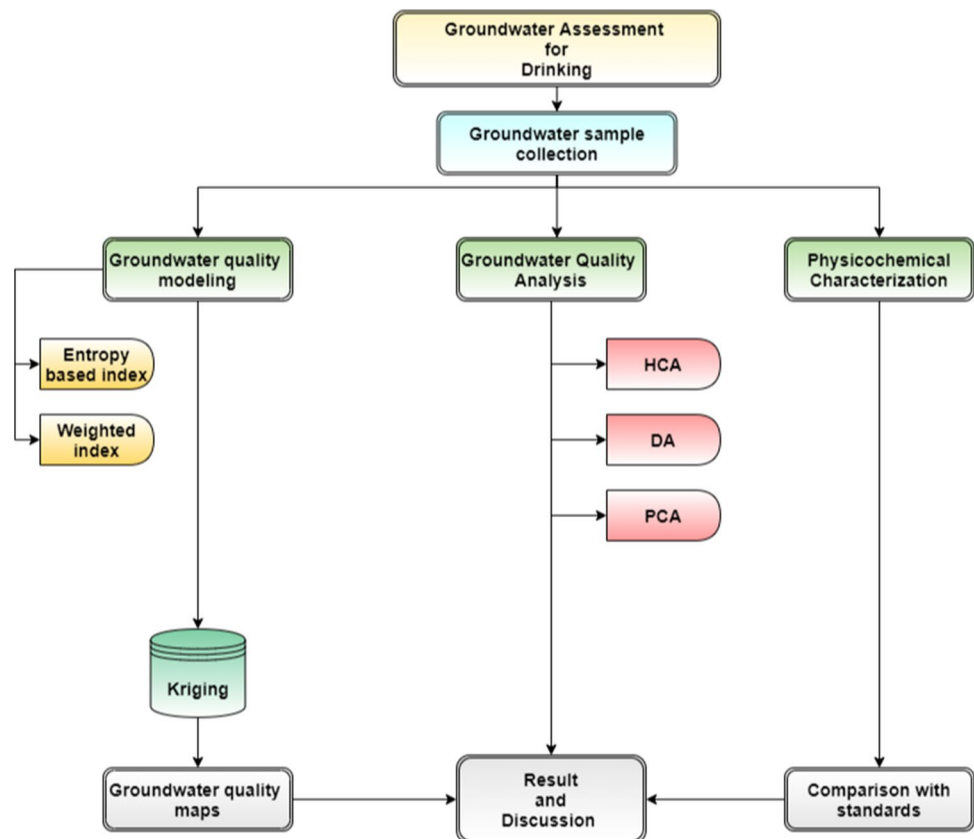 Groundwater Assessment
for
Drinking
Groundwater sample
collection
Groundwater quality
modeling
Groundwater Quality
Analysis
Physicochemical
Characterization
Entropy
based index
Weighted
index
HCA
DA
PCA
Kriging
Groundwater quality
maps
Result
and
Discussion
Comparison with
standards